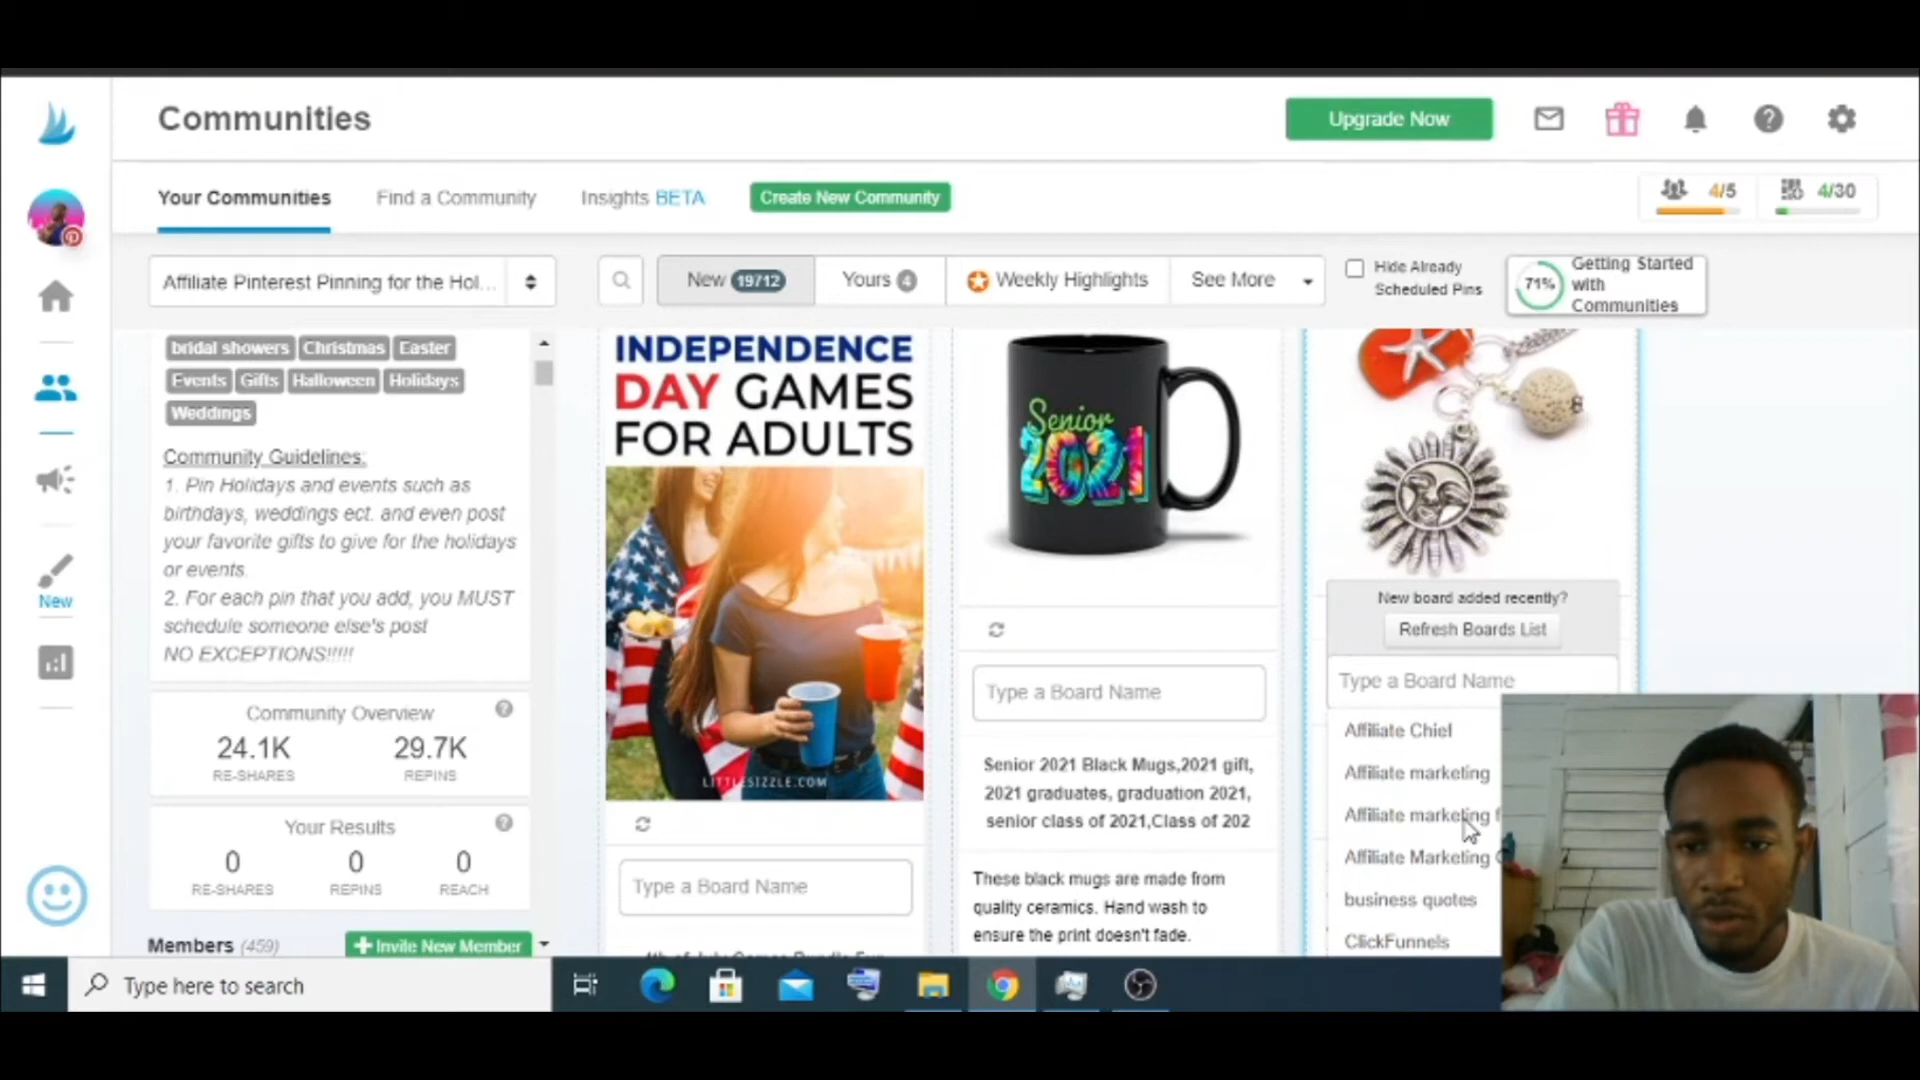 Communities
Upgrade Now
Your Communities
Find a Community
Insights BETA
Create New Community
4/5
4/30
Affiliate Pinterest Pinning for the Hol...
New 19712
Yours 4
Weekly Highlights
See More
Hide Already
Scheduled Pins
71%
Getting Started
with
Communities
bridal showers Christmas Easter
Events Gifts Halloween Holidays
Weddings
Community Guidelines:
1. Pin Holidays and events such as
birthdays, weddings ect. and even post
your favorite gifts to give for the holidays
or events.
2. For each pin that you add, you MUST
schedule someone else's post
NO EXCEPTIONS!!!!!
Community Overview
24.1K
29.7K
RE-SHARES
REPINS
Your Results
0
0
0
RE-SHARES
REPINS
REACH
Members (459)
Invite New Member
New
INDEPENDENCE
DAY GAMES
FOR ADULTS
LITTLESIZZLE.COM
Type a Board Name
Senior
2021
Type a Board Name
Senior 2021 Black Mugs,2021 gift,
2021 graduates, graduation 2021,
senior class of 2021,Class of 202
These black mugs are made from
quality ceramics. Hand wash to
ensure the print doesn't fade.
New board added recently?
Refresh Boards List
Type a Board Name
Affiliate Chief
Affiliate marketing
Affiliate marketing f
Affiliate Marketing
business quotes
ClickFunnels
Type here to search